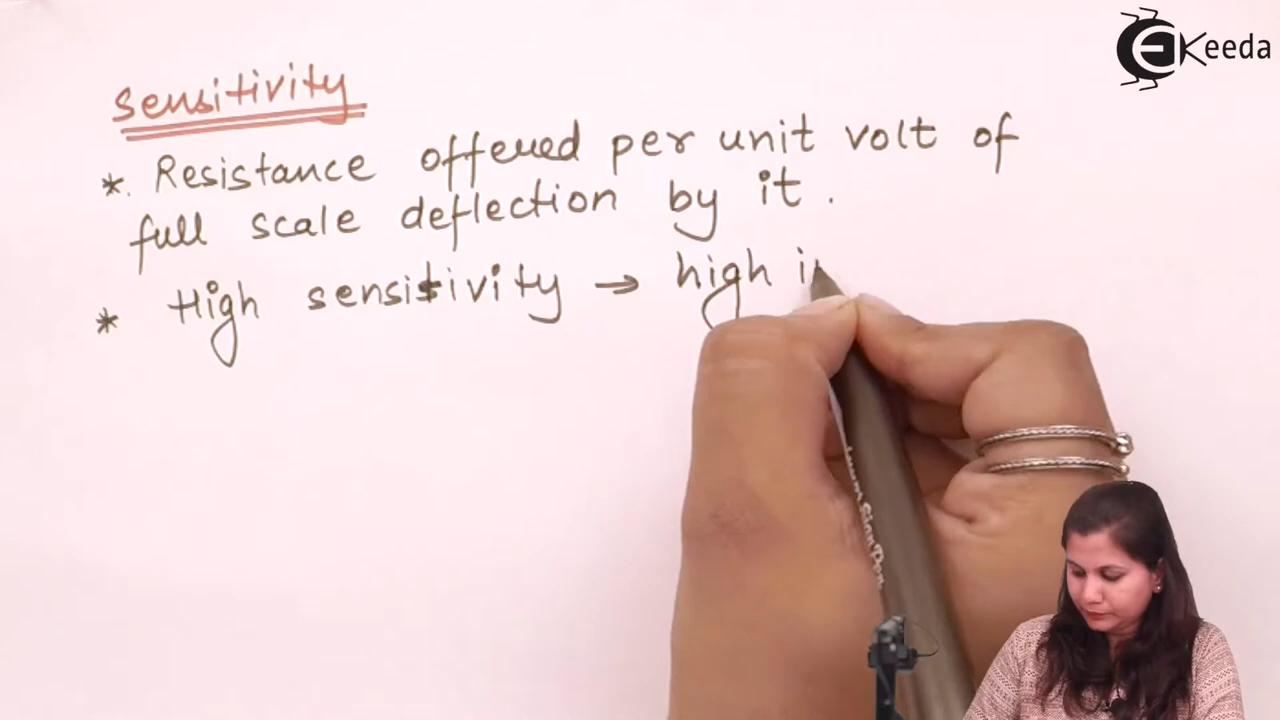 EKeeda
Sensitivity
*. Resistance offered per unit volt of
full scale deflection by it.
* High sensitivity → high